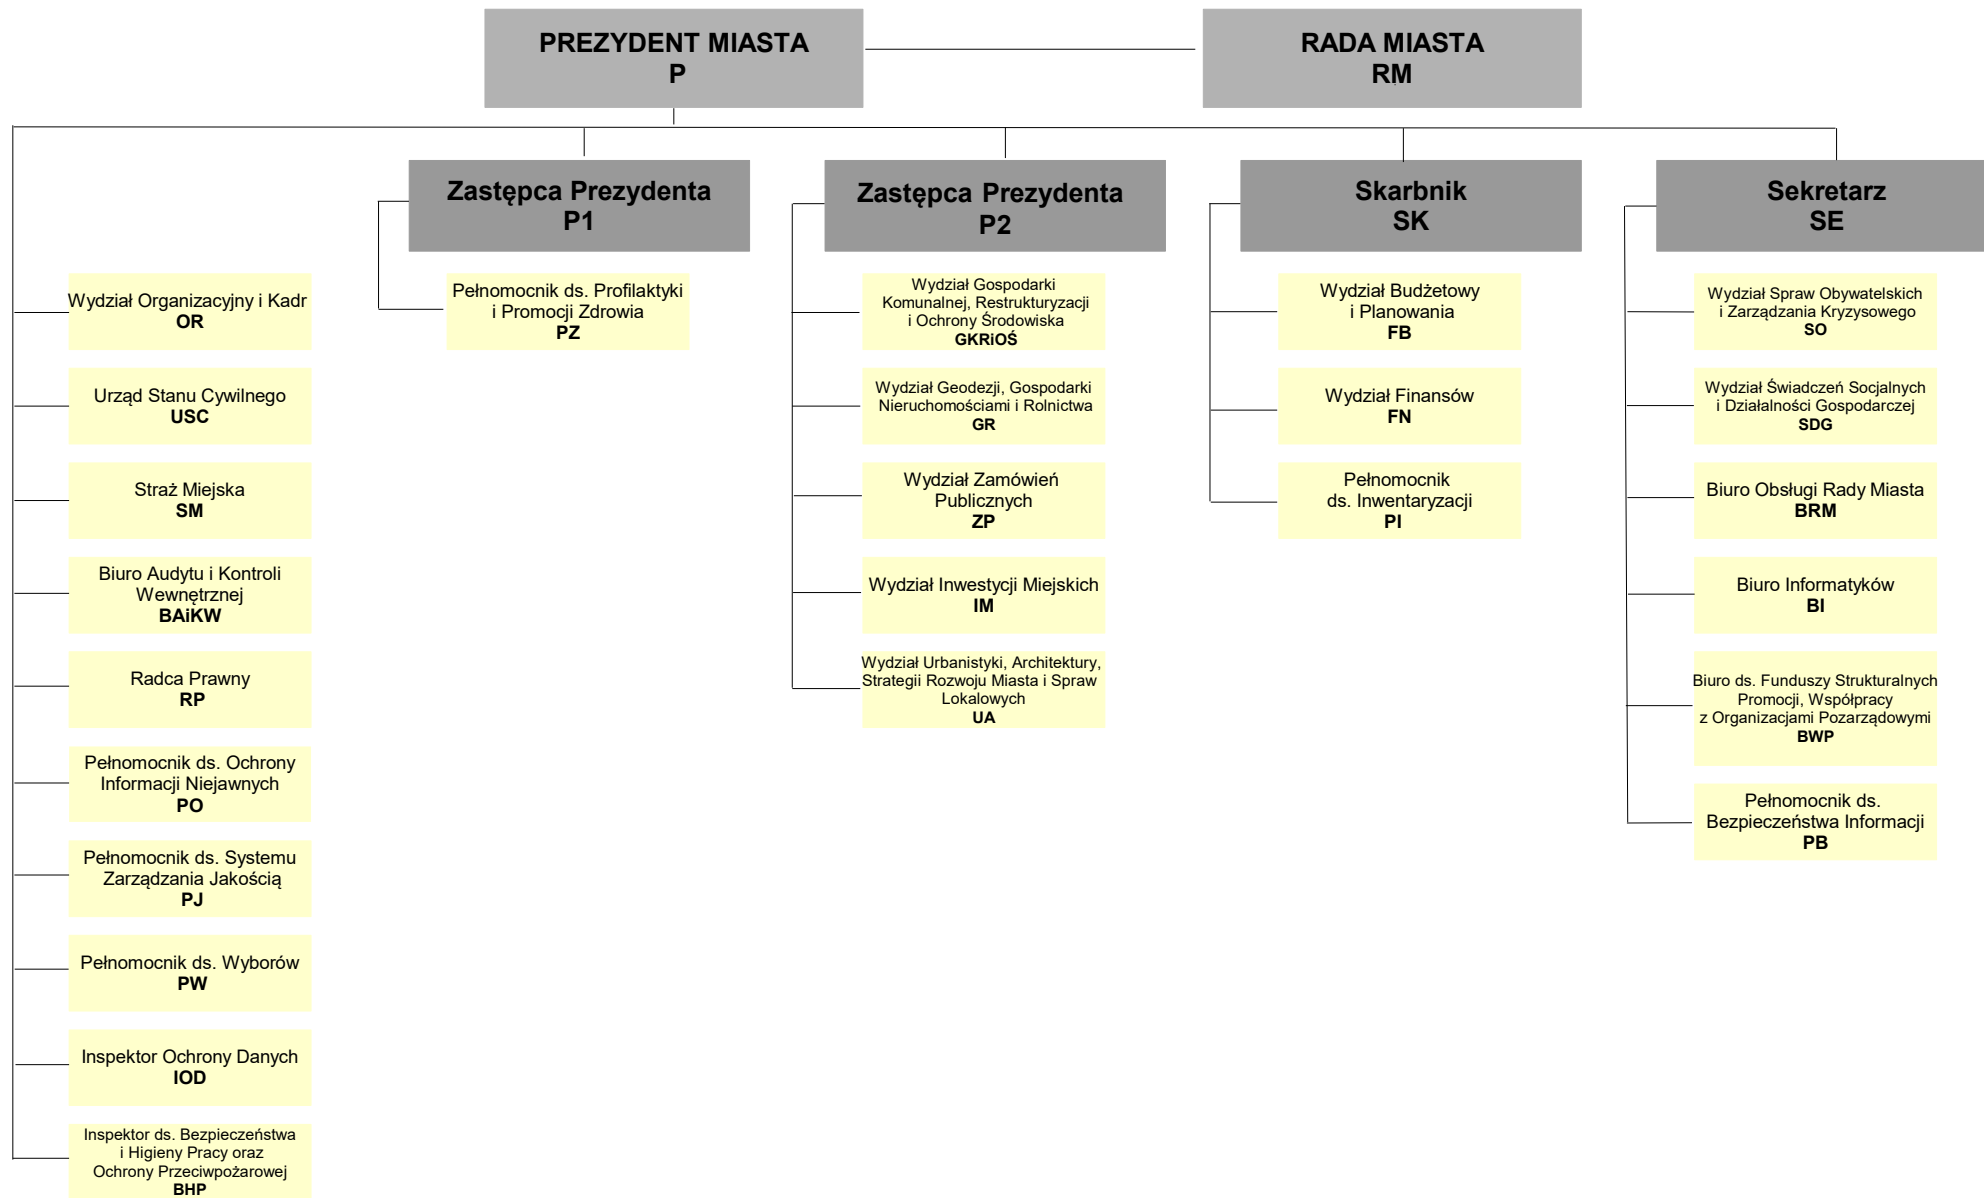 PREZYDENT MIASTA
P
RADA MIASTA
RM
Zastępca Prezydenta
P1
Zastępca Prezydenta
P2
Skarbnik
SK
Sekretarz
SE
Wydział Organizacyjny i Kadr
OR
Urząd Stanu Cywilnego
USC
Straż Miejska
SM
Biuro Audytu i Kontroli
Wewnętrznej
BAiKW
Radca Prawny
RP
Pełnomocnik ds. Ochrony
Informacji Niejawnych
PO
Pełnomocnik ds. Systemu
Zarządzania Jakością
PJ
Pełnomocnik ds. Wyborów
PW
Inspektor Ochrony Danych
IOD
Inspektor ds. Bezpieczeństwa
i Higieny Pracy oraz
Ochrony Przeciwpożarowej
BHP
Pełnomocnik ds. Profilaktyki
i Promocji Zdrowia
PZ
Wydział Gospodarki
Komunalnej, Restrukturyzacji
i Ochrony Środowiska
GKRiOŚ
Wydział Geodezji, Gospodarki
Nieruchomościami i Rolnictwa
GR
Wydział Zamówień
Publicznych
ZP
Wydział Inwestycji Miejskich
IM
Wydział Urbanistyki, Architektury,
Strategii Rozwoju Miasta i Spraw
Lokalowych
UA
Wydział Budżetowy
i Planowania
FB
Wydział Finansów
FN
Pełnomocnik
ds. Inwentaryzacji
PI
Wydział Spraw Obywatelskich
i Zarządzania Kryzysowego
SO
Wydział Świadczeń Socjalnych
i Działalności Gospodarczej
SDG
Biuro Obsługi Rady Miasta
BRM
Biuro Informatyków
BI
Biuro ds. Funduszy Strukturalnych
Promocji, Współpracy
z Organizacjami Pozarządowymi
BWP
Pełnomocnik ds.
Bezpieczeństwa Informacji
PB